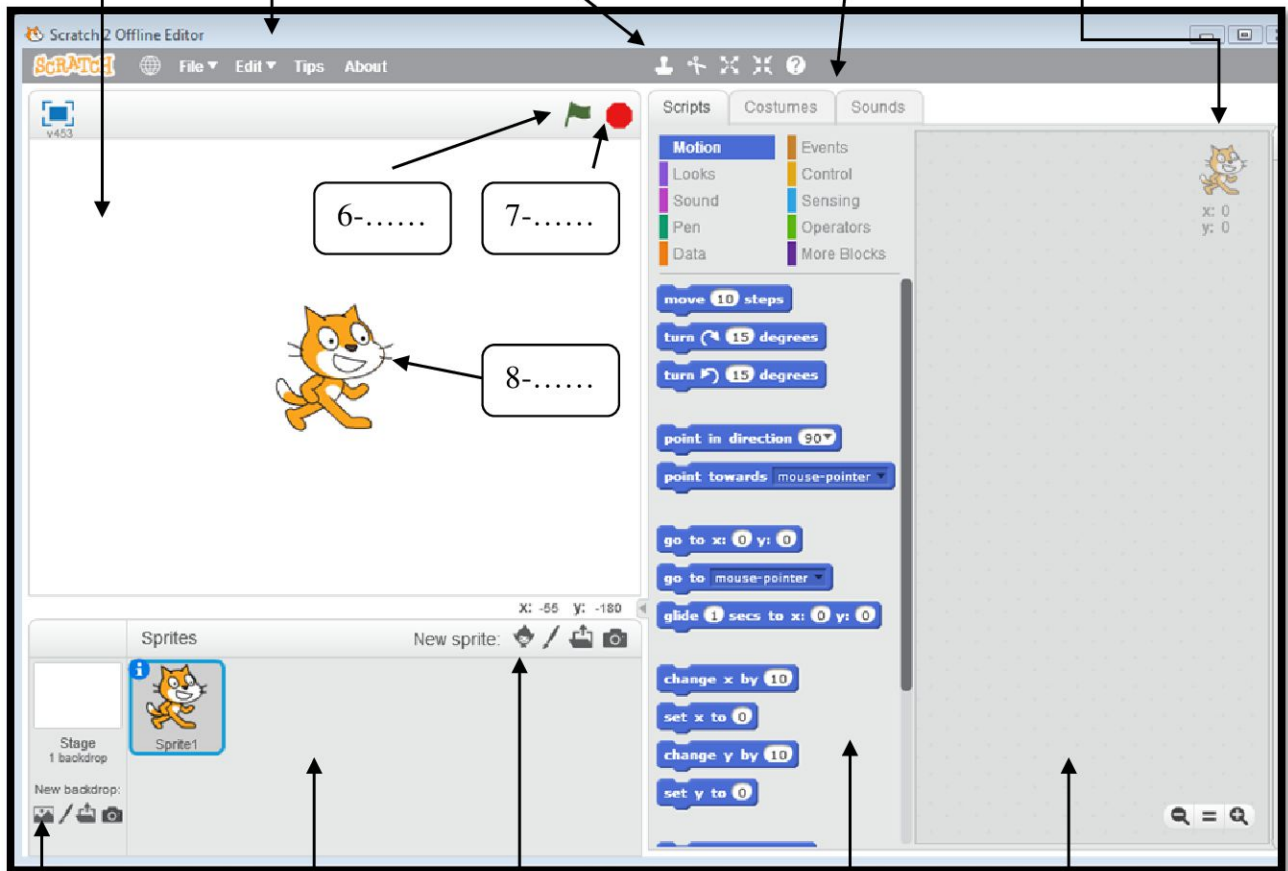 Scratch 2 Offline Editor
SCRATCH File Edit Tips About
v453
6-......
7-......
8-......
X: -55 y: -180
Sprites
New sprite:
Stage
1 backdrop
New backdrop:
Sprite1
Scripts Costumes Sounds
Motion Events
Looks Control
Sound Sensing
Pen Operators
Data More Blocks
move 10 steps
turn 15 degrees
turn 15 degrees
point in direction 90
point towards mouse-pointer
go to x: 0 y: 0
go to mouse-pointer
glide 1 secs to x: 0 y: 0
change x by 10
set x to 0
change y by 10
set y to 0
x: 0
y: 0